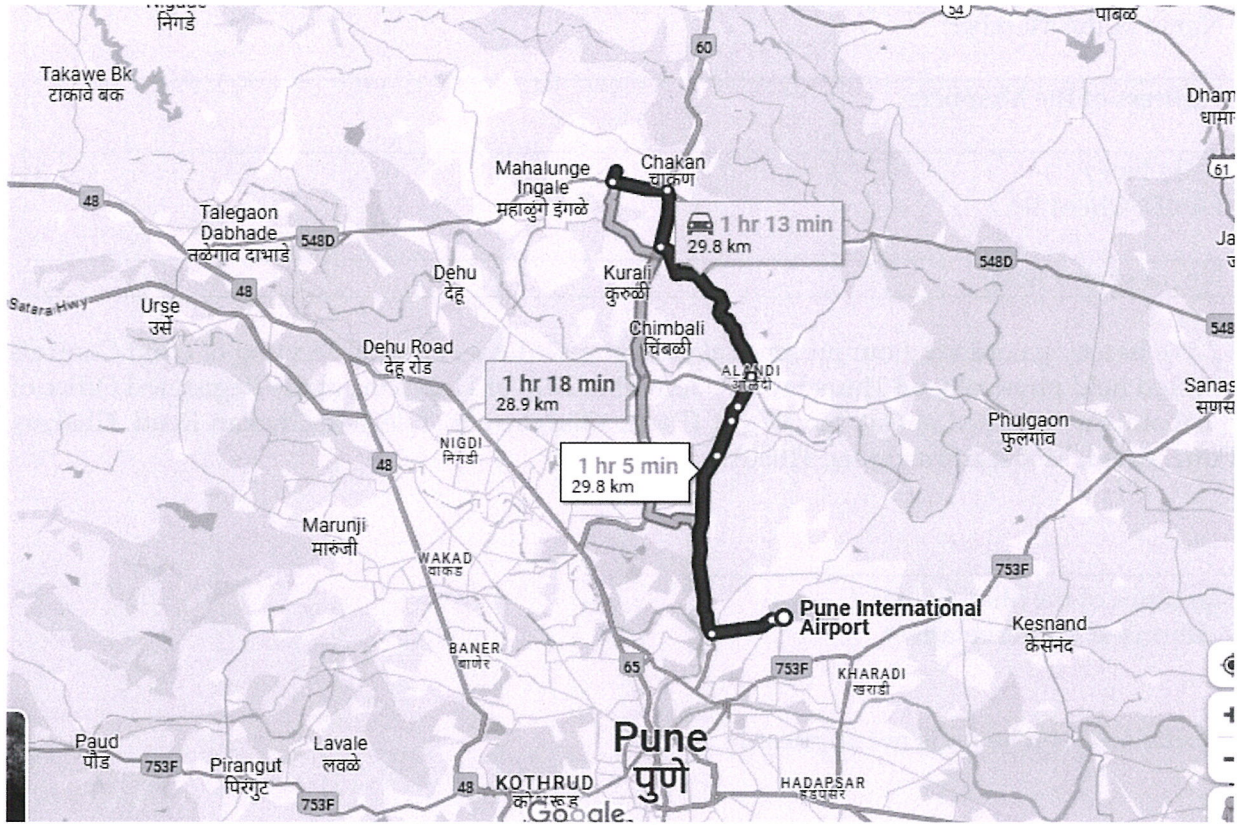 निगडे
54
पाबळ
60
Takawe Bk
टाकावे बक
Dham
धामा
61
48
Mahalunge
Ingale
महाळुंगे इंगळे
Chakan
चाकण
Talegaon
Dabhade
तळेगाव दाभाडे
548D
1 hr 13 min
29.8 km
548D
Ja
Dehu
देहू
Kurali
कुरुळी
48
Satara Hwy
Urse
उर्से
Chimbali
चिंबळी
548
Dehu Road
देहू रोड
ALANDI
आळंदी
1 hr 18 min
28.9 km
Sanas
सणस
Phulgaon
फुलगांव
NIGDI
निगडी
48
1 hr 5 min
29.8 km
Marunji
मारुंजी
WAKAD
वाकड
753F
Pune International
Airport
Kesnand
केसनंद
BANER
बाणेर
65
753F
KHARADI
खराडी
Pune
पुणे
Paud
पौड
753F
Pirangut
पिरंगुट
Lavale
लवळे
753F
48
KOTHRUD
कोथरूड
HADAPSAR
हडपसर
Google